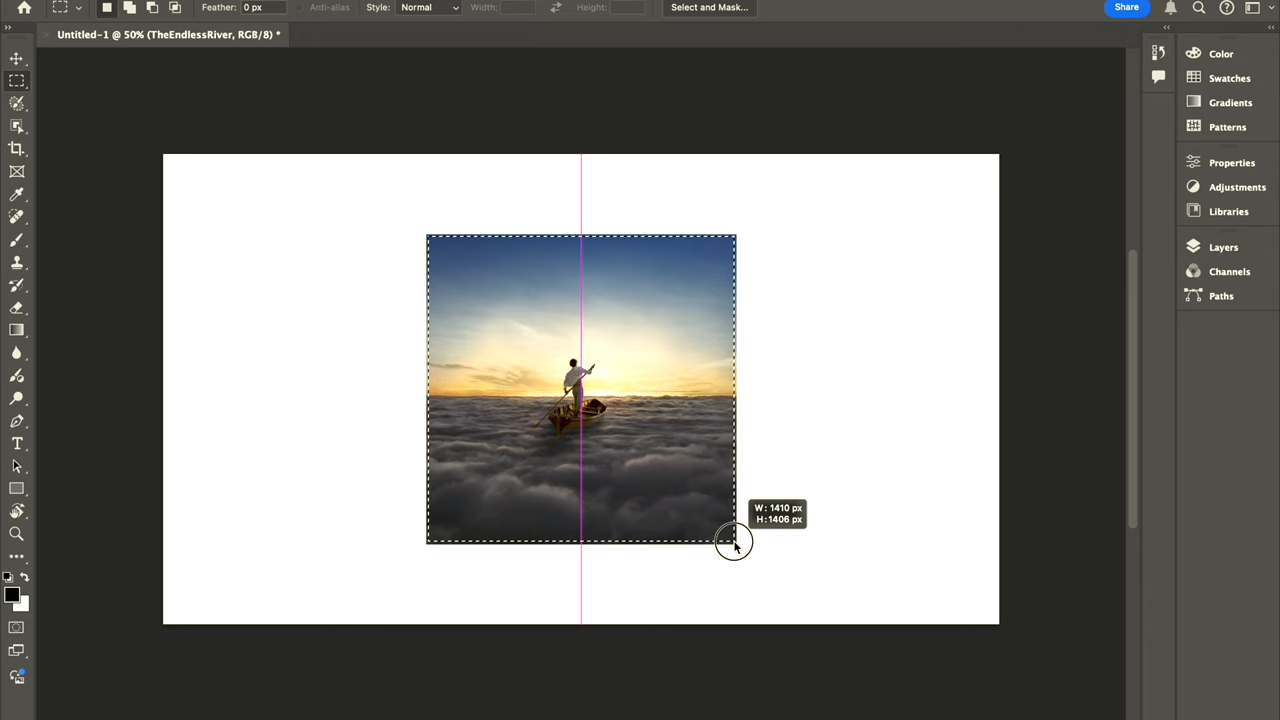 Feather: 0 px Anti-alias Style: Normal Width: Height: Select and Mask... Share
Untitled-1 @ 50% (TheEndlessRiver, RGB/8) *
Color
Swatches
Gradients
Patterns
Properties
Adjustments
Libraries
Layers
Channels
Paths
W: 1410 px
H: 1406 px